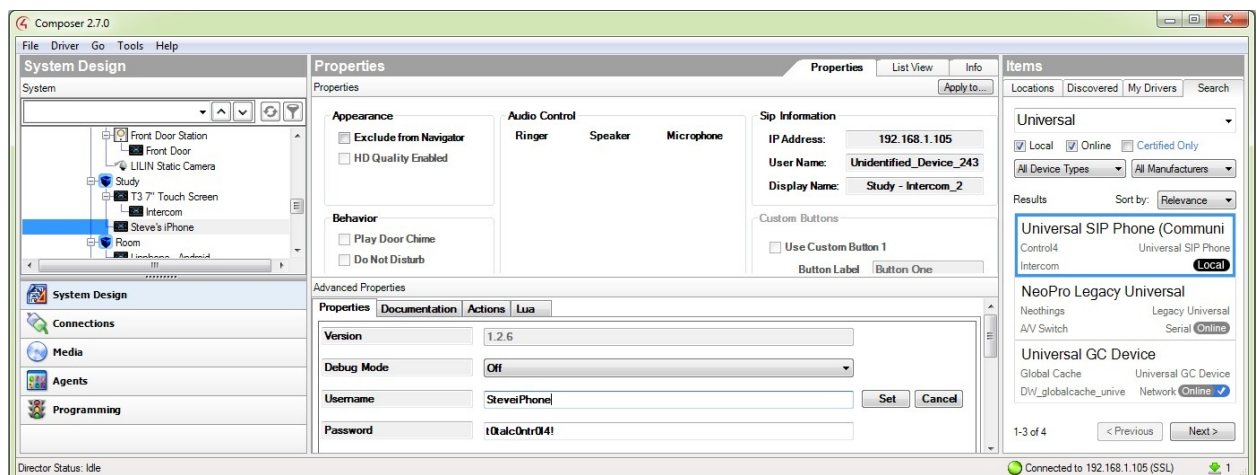 Composer 2.7.0
File Driver Go Tools Help
System Design
System
Front Door Station
Front Door
LILIN Static Camera
Study
T3 7" Touch Screen
Intercom
Steve's iPhone
Room
Linphone - Android
System Design
Connections
Media
Agents
Programming
Properties
Properties List View Info
Properties
Apply to...
Appearance
Exclude from Navigator
HD Quality Enabled
Behavior
Play Door Chime
Do Not Disturb
Audio Control
Ringer Speaker Microphone
Sip Information
IP Address: 192.168.1.105
User Name: Unidentified_Device_243
Display Name: Study - Intercom_2
Custom Buttons
Use Custom Button 1
Button Label Button One
Advanced Properties
Properties Documentation Actions Lua
Version 1.2.6
Debug Mode Off
Username SteveiPhone Set Cancel
Password t0talc0ntr0l4!
Items
Locations Discovered My Drivers Search
Universal
Local Online Certified Only
All Device Types All Manufacturers
Results Sort by: Relevance
Universal SIP Phone (Communi
Control4 Universal SIP Phone
Intercom Local
NeoPro Legacy Universal
Neothings Legacy Universal
A/V Switch Serial Online
Universal GC Device
Global Cache Universal GC Device
DW_globalcache_unive Network Online
1-3 of 4 < Previous Next >
Director Status: Idle
Connected to 192.168.1.105 (SSL) 1